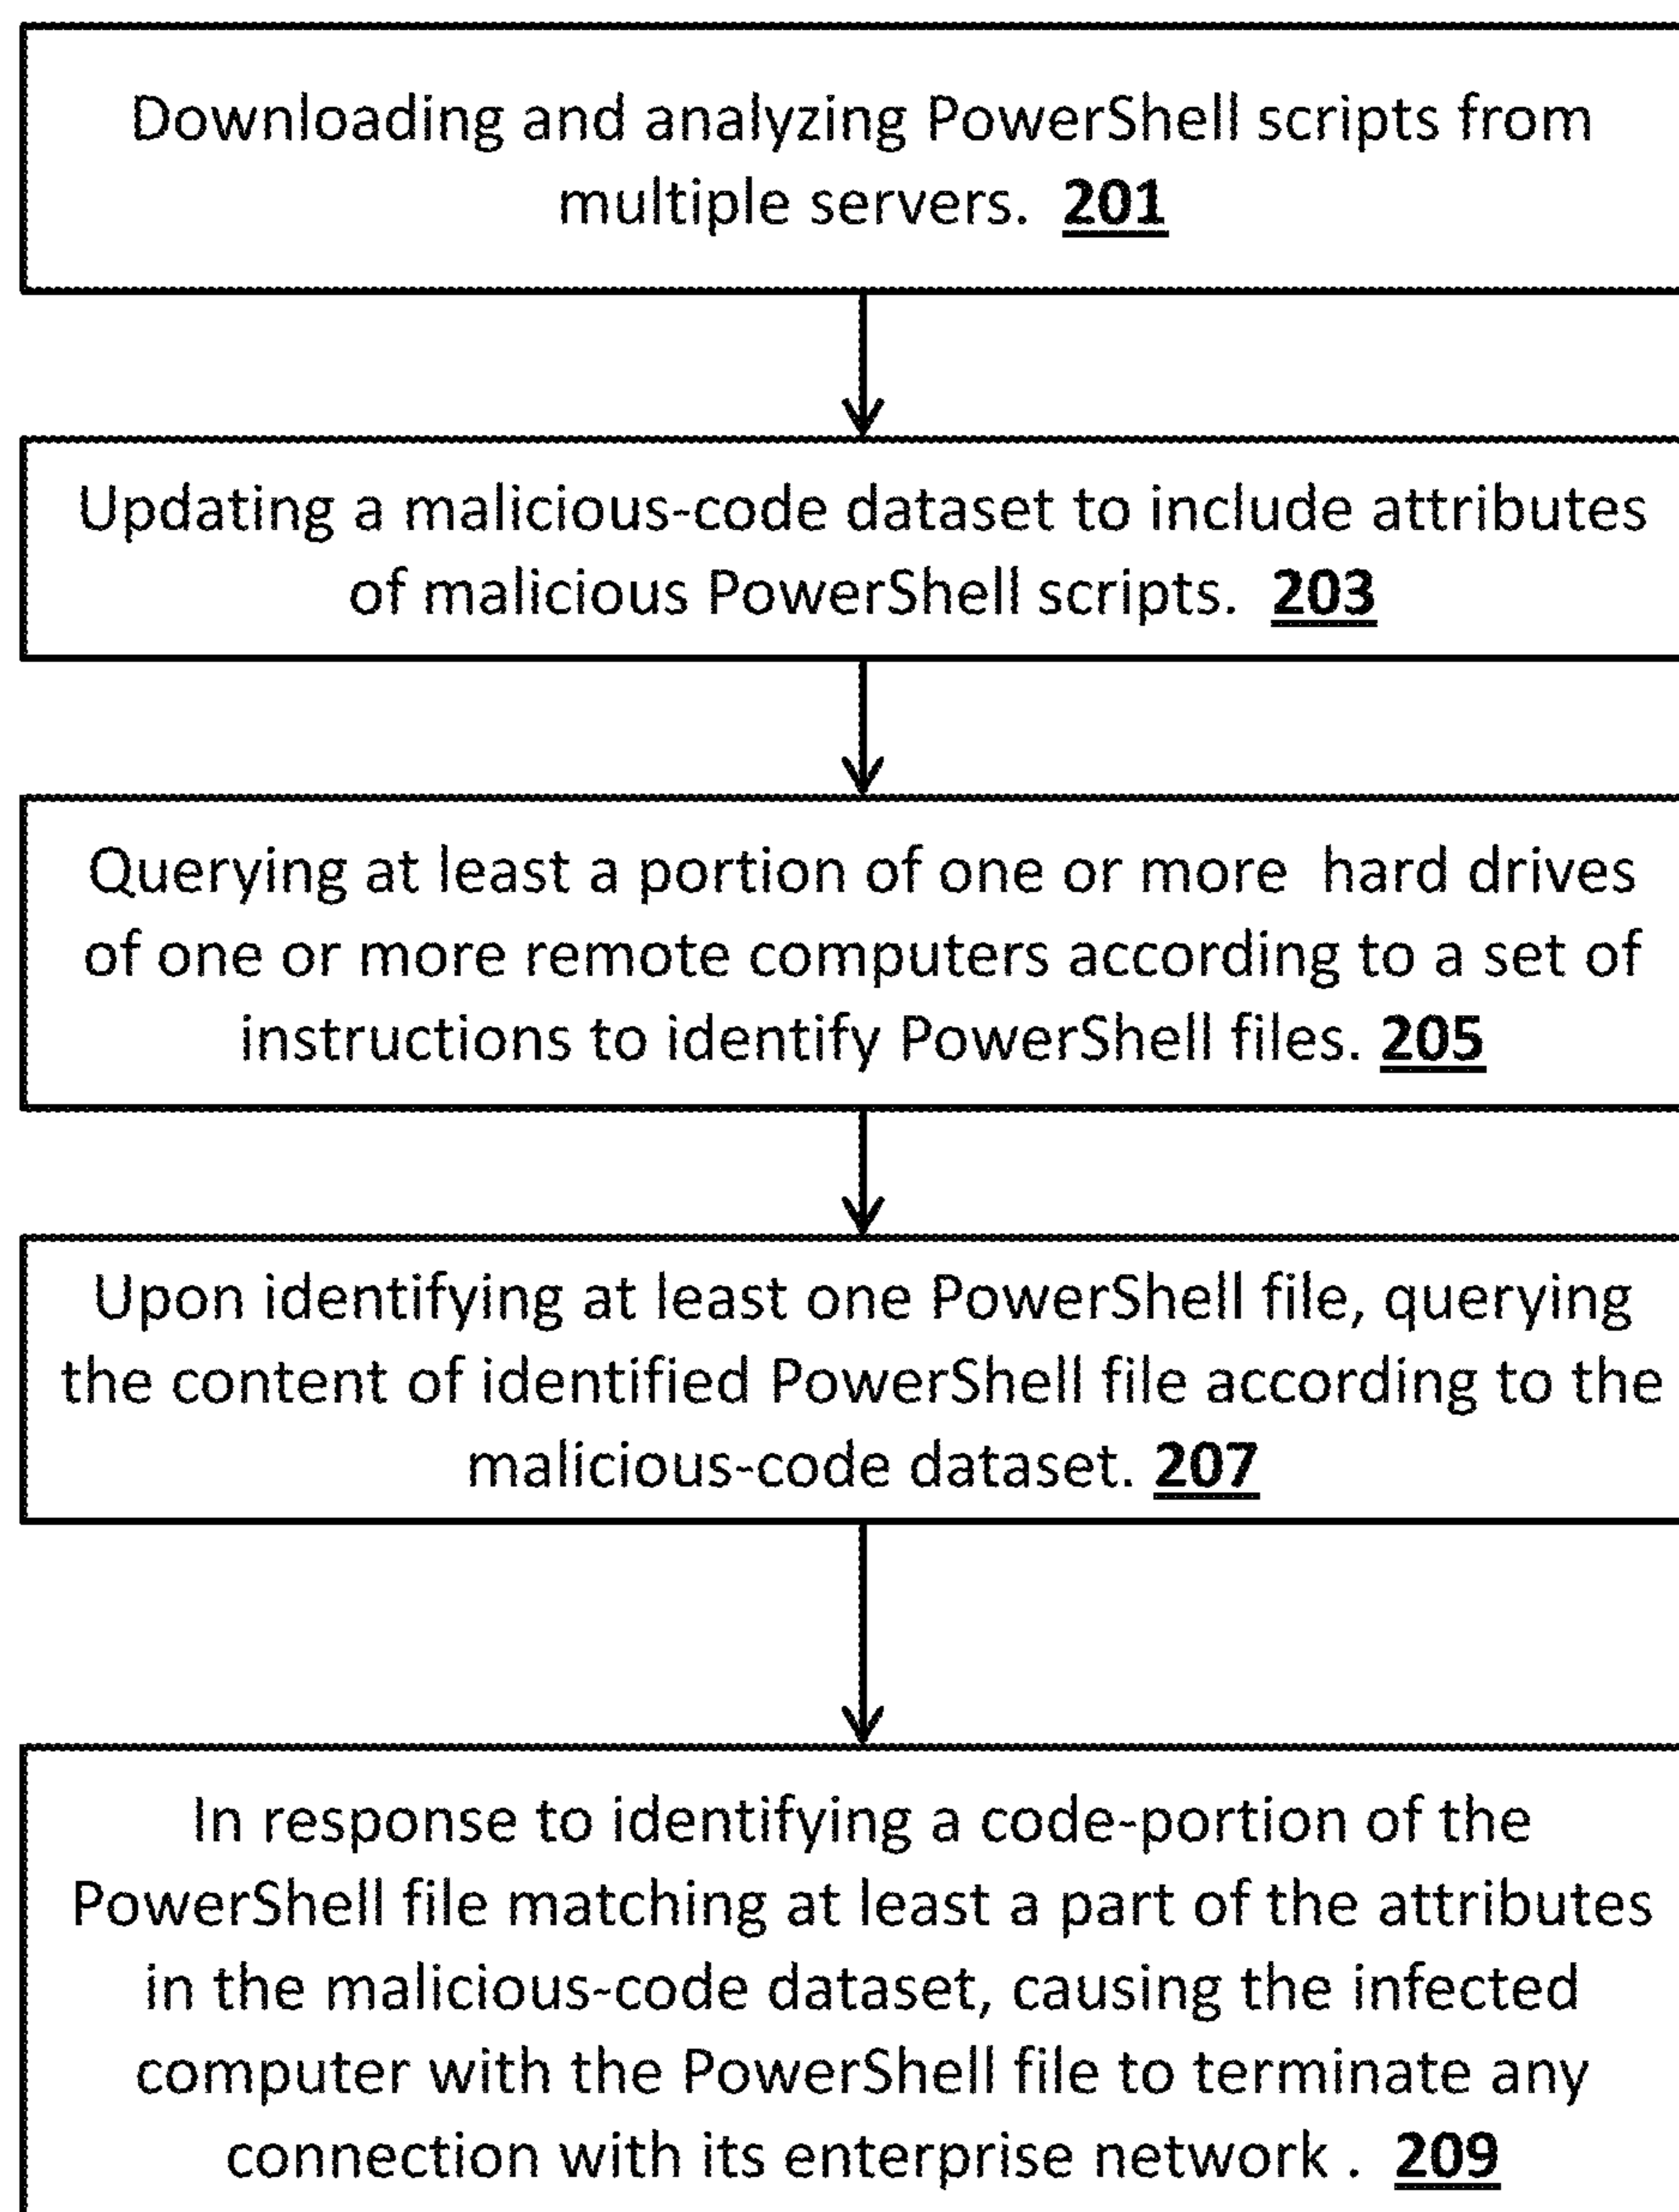 Downloading and analyzing PowerShell scripts from
multiple servers. 201
Updating a malicious-code dataset to include attributes
of malicious PowerShell scripts. 203
Querying at least a portion of one or more hard drives
of one or more remote computers according to a set of
instructions to identify PowerShell files. 205
Upon identifying at least one PowerShell file, querying
the content of identified PowerShell file according to the
malicious-code dataset. 207
In response to identifying a code-portion of the
PowerShell file matching at least a part of the attributes
in the malicious-code dataset, causing the infected
computer with the PowerShell file to terminate any
connection with its enterprise network . 209